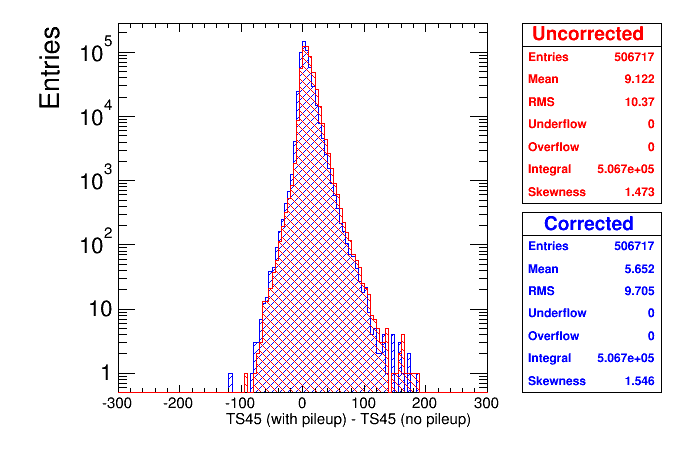 Entries
10^5
10^4
10^3
10^2
10
1
-300 -200 -100 0 100 200 300
TS45 (with pileup) - TS45 (no pileup)
Uncorrected
Entries 506717
Mean 9.122
RMS 10.37
Underflow 0
Overflow 0
Integral 5.067e+05
Skewness 1.473
Corrected
Entries 506717
Mean 5.652
RMS 9.705
Underflow 0
Overflow 0
Integral 5.067e+05
Skewness 1.546